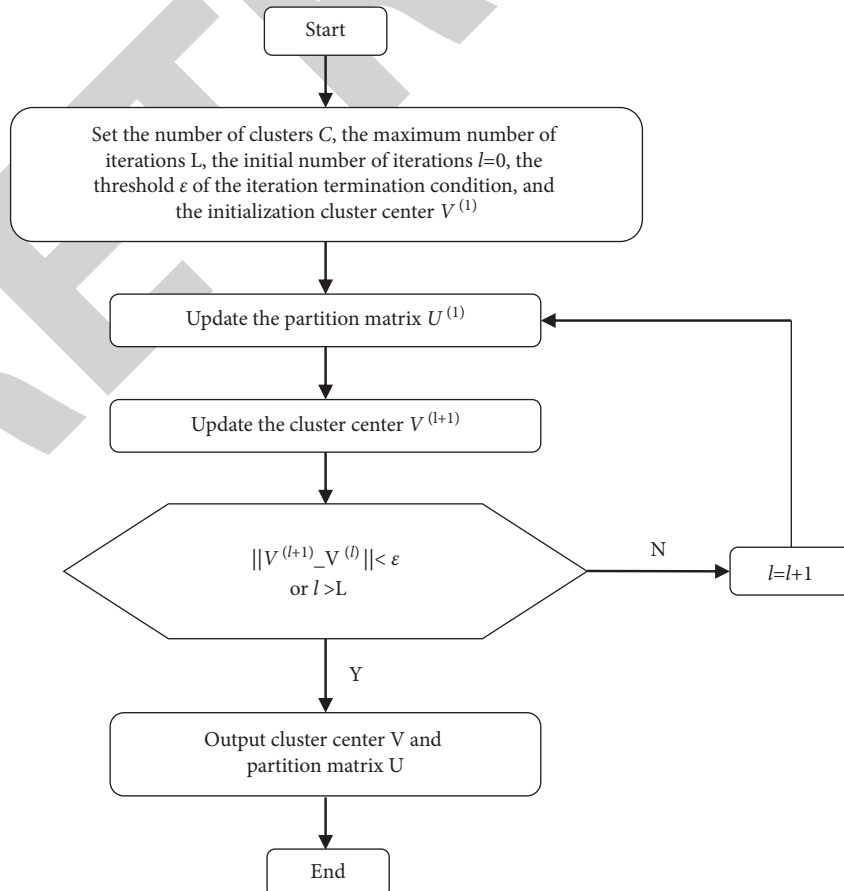 Start
Set the number of clusters C, the maximum number of
iterations L, the initial number of iterations l=0, the
threshold ε of the iteration termination condition, and
the initialization cluster center V (1)
Update the partition matrix U (1)
Update the cluster center V (l+1)
||V (l+1)_V (l) ||< ε
or l >L
N
l=l+1
Y
Output cluster center V and
partition matrix U
End